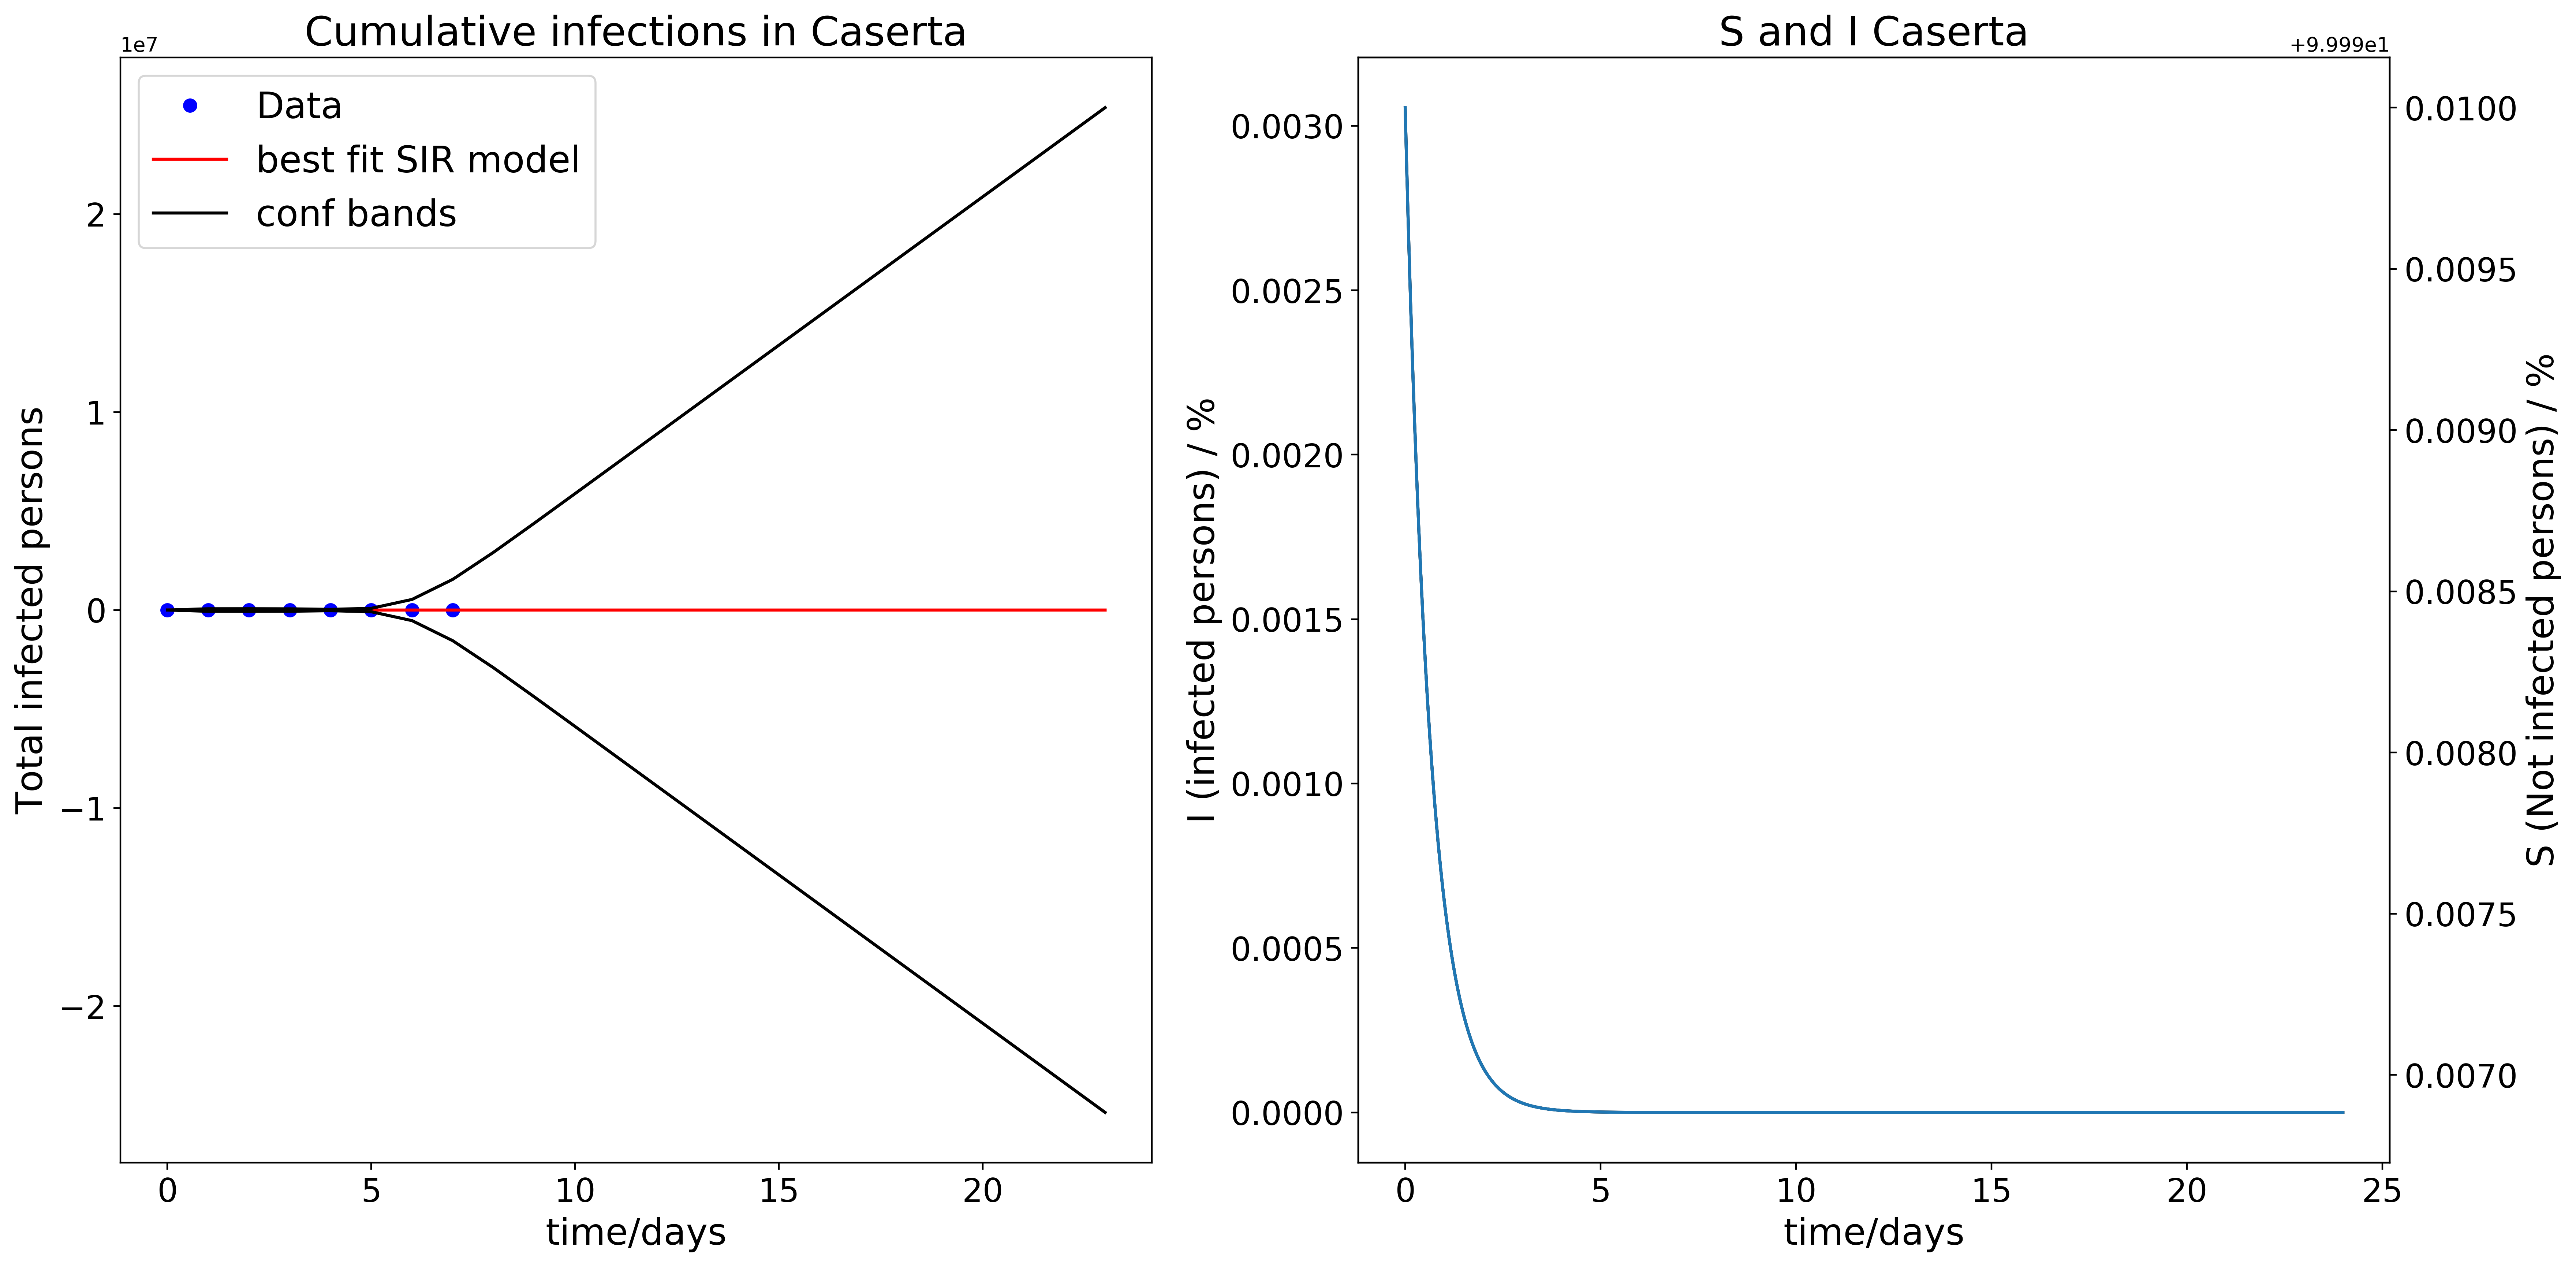 Cumulative infections in Caserta
1e7
Data
best fit SIR model
conf bands
2
1
0
−1
−2
Total infected persons
0 5 10 15 20
time/days
S and I Caserta
+9.999e1
0.0030
0.0025
0.0020
0.0015
0.0010
0.0005
0.0000
I (infected persons) / %
0.0100
0.0095
0.0090
0.0085
0.0080
0.0075
0.0070
S (Not infected persons) / %
0 5 10 15 20 25
time/days